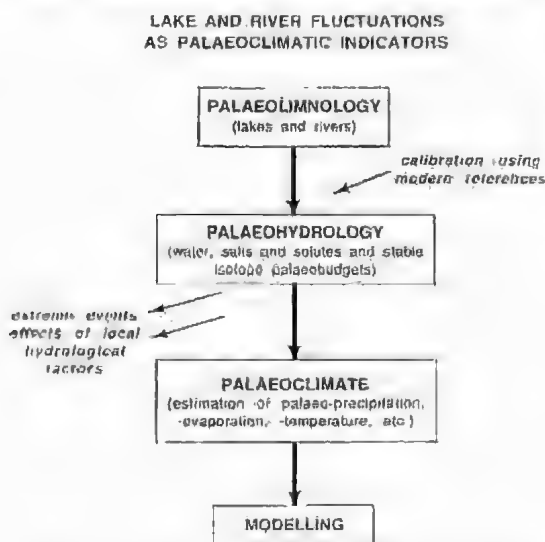 LAKE AND RIVER FLUCTUATIONS
AS PALAEOCLIMATIC INDICATORS
PALAEOLIMNOLOGY
(lakes and rivers)
calibration using
modern references
PALAEOHYDROLOGY
(water, salts and solutes and stable
isotope palaeobudgets)
extreme events
effects of local
hydrological
factors
PALAEOCLIMATE
(estimation of palaeo-precipitation,
-evaporation, -temperature, etc)
MODELLING